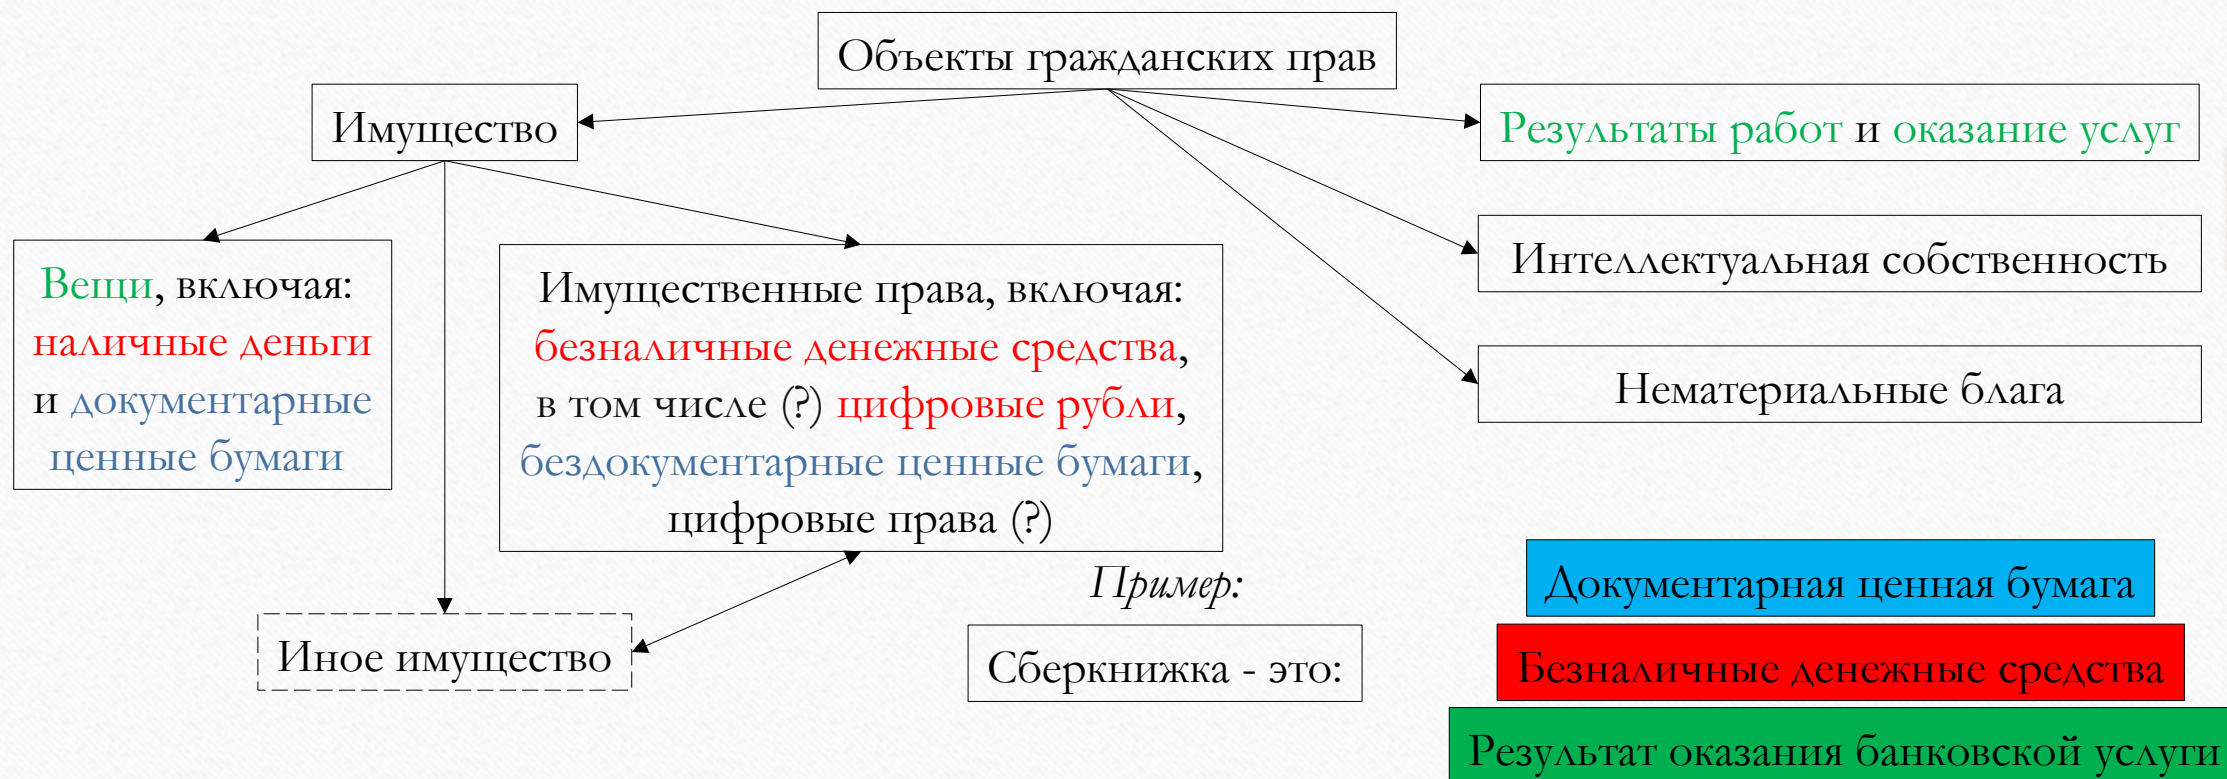 Объекты гражданских прав
Имущество
Результаты работ и оказание услуг
Интеллектуальная собственность
Нематериальные блага
Вещи, включая:
наличные деньги
и документарные
ценные бумаги
Имущественные права, включая:
безналичные денежные средства,
в том числе (?) цифровые рубли,
бездокументарные ценные бумаги,
цифровые права (?)
Иное имущество
Пример:
Сберкнижка - это:
Документарная ценная бумага
Безналичные денежные средства
Результат оказания банковской услуги